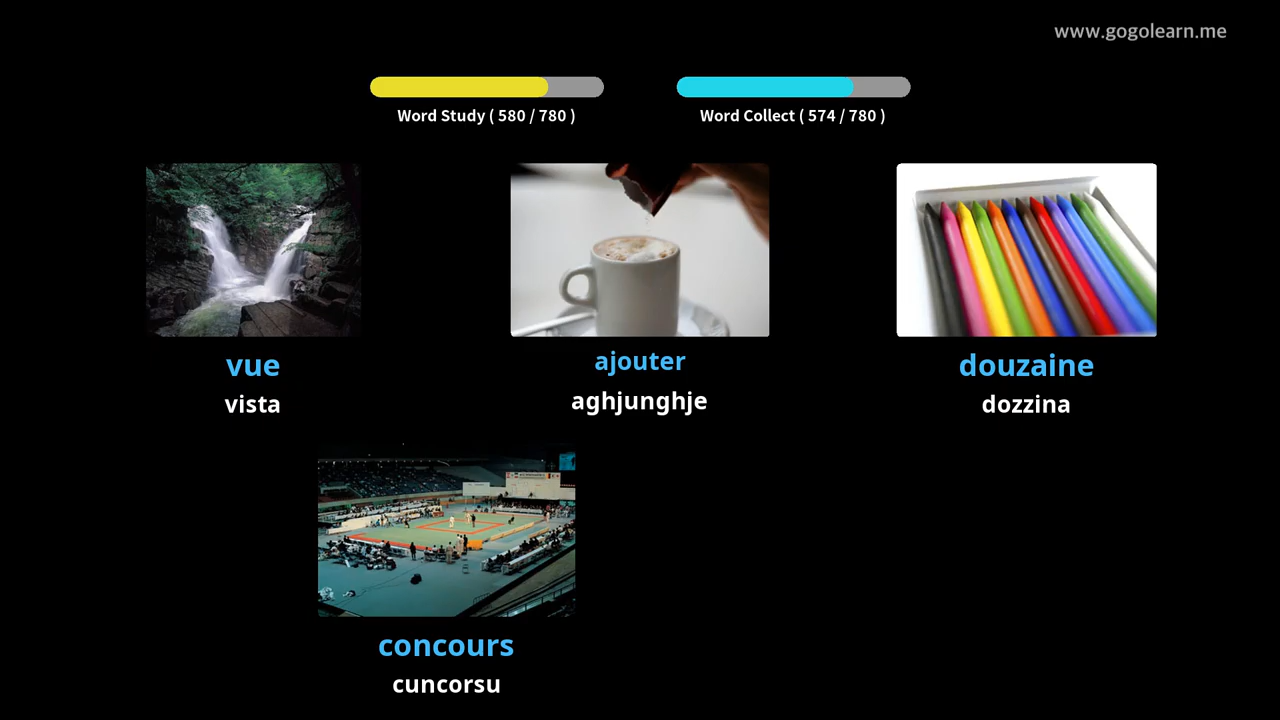 www.gogolearn.me
Word Study ( 580 / 780 )
Word Collect ( 574 / 780 )
vue
vista
ajouter
aghjunghje
douzaine
dozzina
concours
cuncorsu